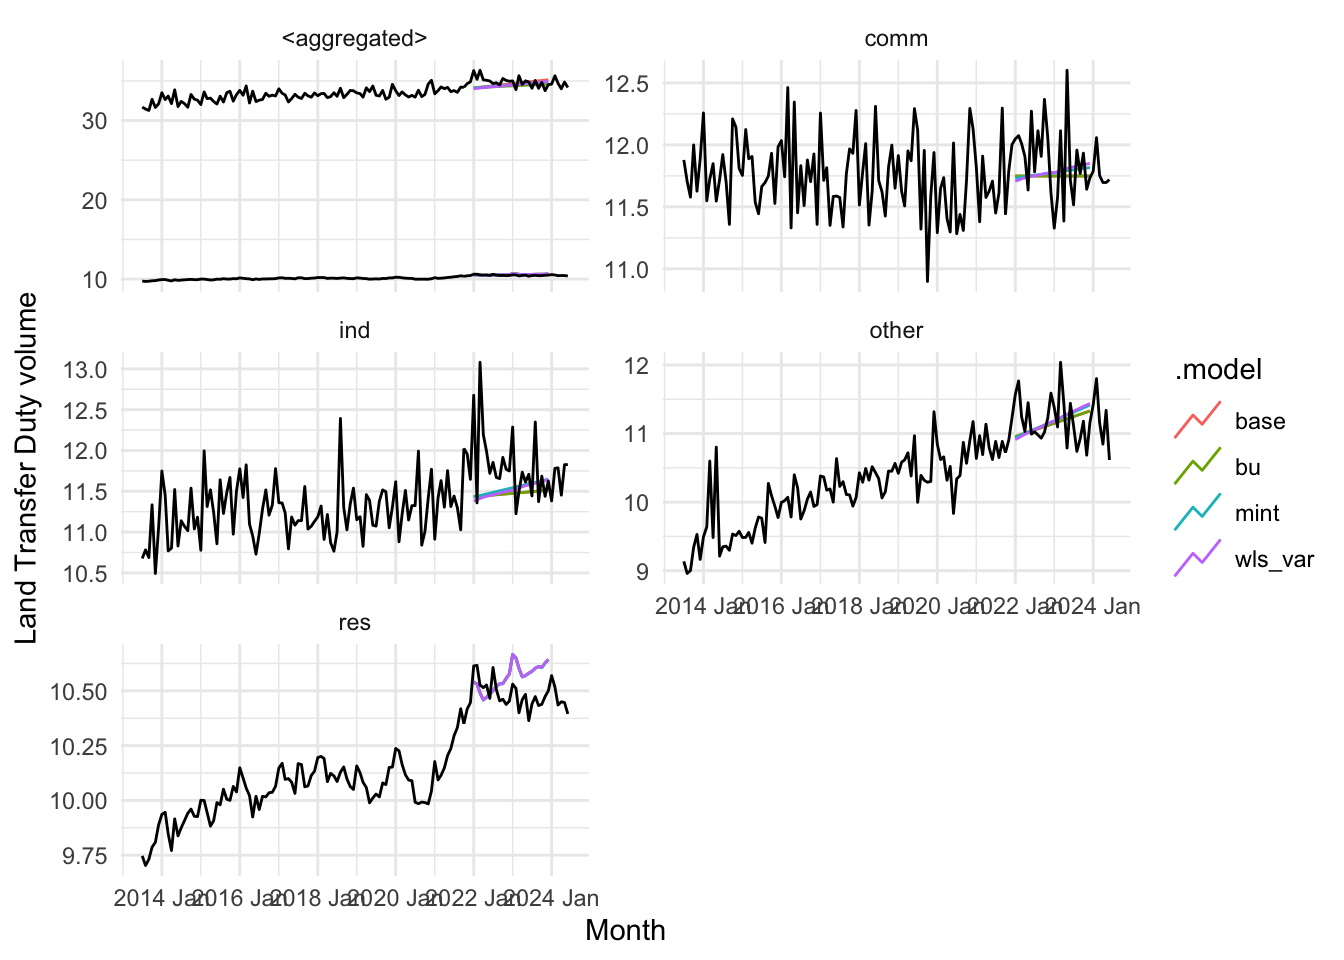 <aggregated>
comm
30
20
10
12.5
12.0
11.5
11.0
ind
other
13.0
12.5
12.0
11.5
11.0
10.5
12
11
10
9
2014 Jan 2016 Jan 2018 Jan 2020 Jan 2022 Jan 2024 Jan
res
10.50
10.25
10.00
9.75
2014 Jan 2016 Jan 2018 Jan 2020 Jan 2022 Jan 2024 Jan
Month
Land Transfer Duty volume
.model
base
bu
mint
wls_var